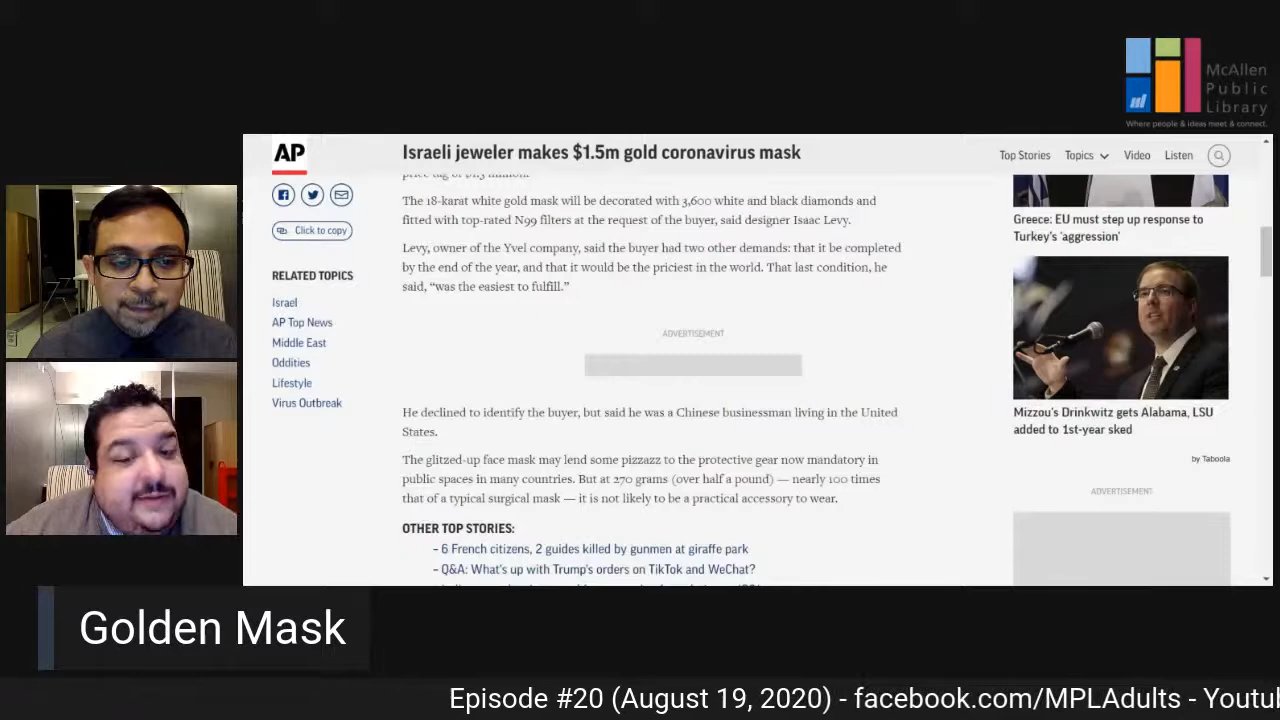 McAllen
Public
Library
Where people & ideas meet & connect.
AP
Israeli jeweler makes $1.5m gold coronavirus mask
Top Stories Topics Video Listen
Click to copy
RELATED TOPICS
Israel
AP Top News
Middle East
Oddities
Lifestyle
Virus Outbreak
The 18-karat white gold mask will be decorated with 3,600 white and black diamonds and
fitted with top-rated N99 filters at the request of the buyer, said designer Isaac Levy.
Levy, owner of the Yvel company, said the buyer had two other demands: that it be completed
by the end of the year, and that it would be the priciest in the world. That last condition, he
said, “was the easiest to fulfill.”
ADVERTISEMENT
He declined to identify the buyer, but said he was a Chinese businessman living in the United
States.
The glitzed-up face mask may lend some pizzazz to the protective gear now mandatory in
public spaces in many countries. But at 270 grams (over half a pound) — nearly 100 times
that of a typical surgical mask — it is not likely to be a practical accessory to wear.
OTHER TOP STORIES:
– 6 French citizens, 2 guides killed by gunmen at giraffe park
– Q&A: What's up with Trump's orders on TikTok and WeChat?
Greece: EU must step up response to
Turkey's 'aggression'
Mizzou's Drinkwitz gets Alabama, LSU
added to 1st-year sked
by Taboola
ADVERTISEMENT
Golden Mask
Episode #20 (August 19, 2020) - facebook.com/MPLAdults - Youtu